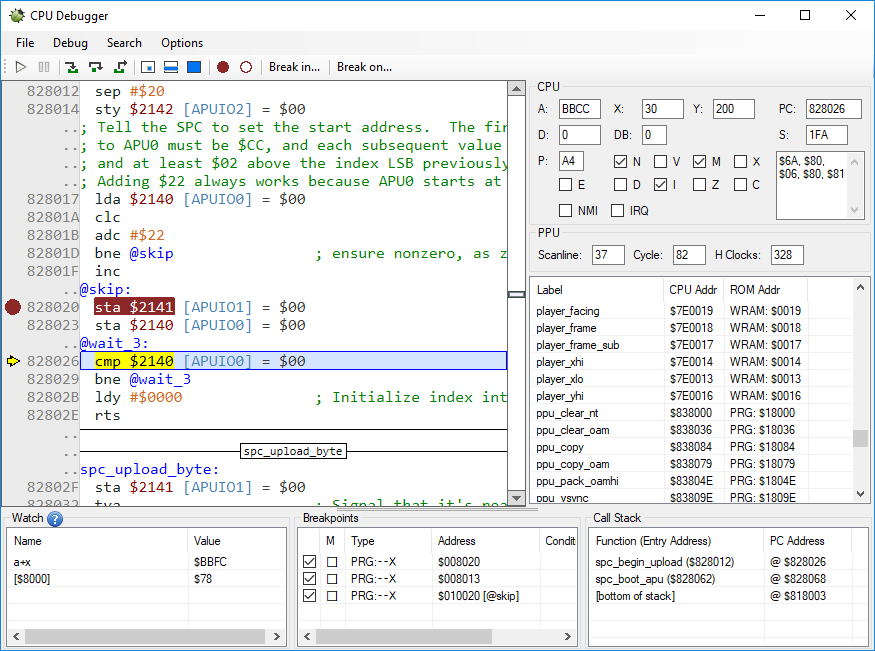 CPU Debugger
File Debug Search Options
Break in... Break on...
828012 sep #$20
828014 sty $2142 [APUIO2] = $00
..; Tell the SPC to set the start address. The fir
..; to APU0 must be $CC, and each subsequent value
..; and at least $02 above the index LSB previously
..; Adding $22 always works because APU0 starts at
828017 lda $2140 [APUIO0] = $00
82801A clc
82801B adc #$22
82801D bne @skip ; ensure nonzero, as z
82801F inc
..@skip:
828020 sta $2141 [APUIO1] = $00
828023 sta $2140 [APUIO0] = $00
..@wait_3:
828026 cmp $2140 [APUIO0] = $00
828029 bne @wait_3
82802B ldy #$0000 ; Initialize index int
82802E rts
..
.. spc_upload_byte
..spc_upload_byte:
82802F sta $2141 [APUIO1] = $00
828032 tya ; Signal that it's rea
CPU
A: BBCC X: 30 Y: 200 PC: 828026
D: 0 DB: 0 S: 1FA
P: A4 N V M X $6A, $80,
$06, $80, $81
E D I Z C
NMI IRQ
PPU
Scanline: 37 Cycle: 82 H Clocks: 328
Label CPU Addr ROM Addr
player_facing $7E0019 WRAM: $0019
player_frame $7E0018 WRAM: $0018
player_frame_sub $7E0017 WRAM: $0017
player_xhi $7E0014 WRAM: $0014
player_xlo $7E0013 WRAM: $0013
player_yhi $7E0016 WRAM: $0016
ppu_clear_nt $838000 PRG: $18000
ppu_clear_oam $838036 PRG: $18036
ppu_copy $838084 PRG: $18084
ppu_copy_oam $838079 PRG: $18079
ppu_pack_oamhi $83804E PRG: $1804E
ppu_vsync $83809E PRG: $1809E
Watch ?
Name Value
a+x $BBFC
[$8000] $78
Breakpoints
M Type Address Condit
PRG:--X $008020
PRG:--X $008013
PRG:--X $010020 [@skip]
Call Stack
Function (Entry Address) PC Address
spc_begin_upload ($828012) @ $828026
spc_boot_apu ($828062) @ $828068
[bottom of stack] @ $818003